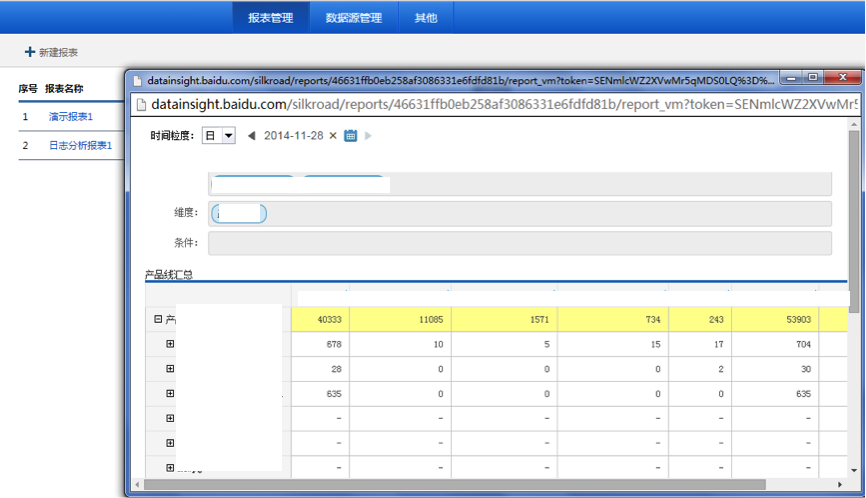 报表管理 数据源管理 其他
新建报表
序号 报表名称
1 演示报表1
2 日志分析报表1
datainsight.baidu.com/silkroad/reports/46631ffb0eb258af3086331e6fdfd81b/report_vm?token=SENmlcWZ2XVwMr5qMDS0LQ%3D%...
datainsight.baidu.com/silkroad/reports/46631ffb0eb258af3086331e6fdfd81b/report_vm?token=SENmlcWZ2XVwMr5
时间粒度: 日 2014-11-28
维度:
条件:
产品线汇总
产 40333 11085 1571 734 243 53903
678 10 5 15 17 704
28 0 0 0 2 30
635 0 0 0 0 635
- - - - - -
- - - - - -
- - - - - -